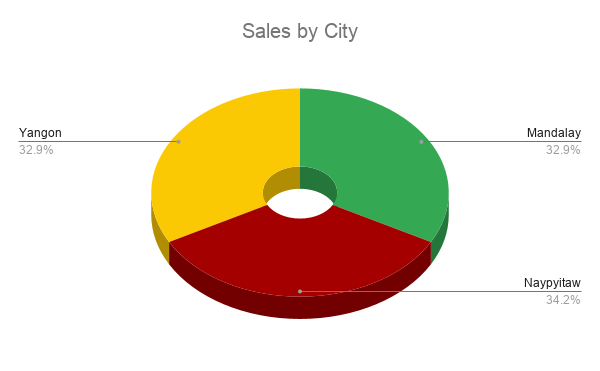 Sales by City
Yangon
32.9%
Mandalay
32.9%
Naypyitaw
34.2%